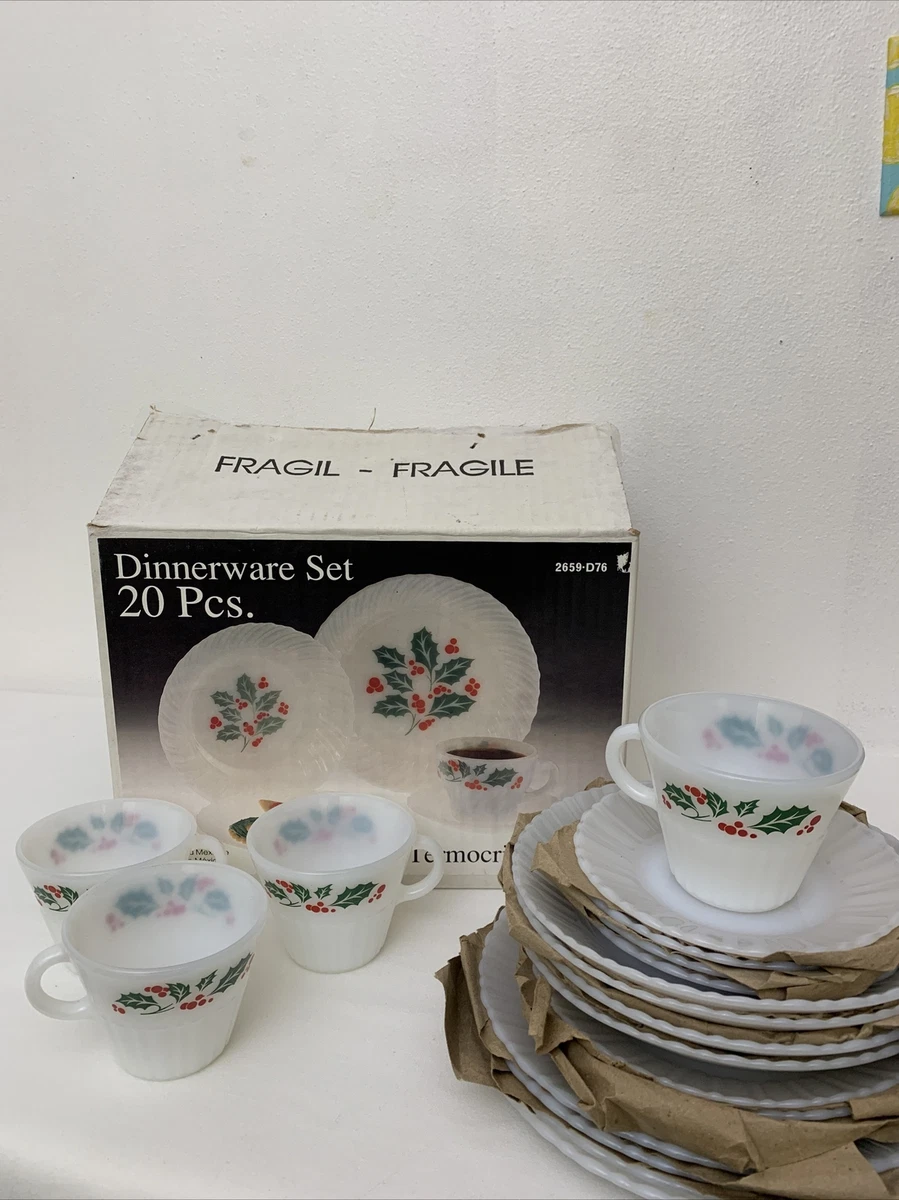 FRAGIL - FRAGILE
Dinnerware Set
20 Pcs.
2659·D76